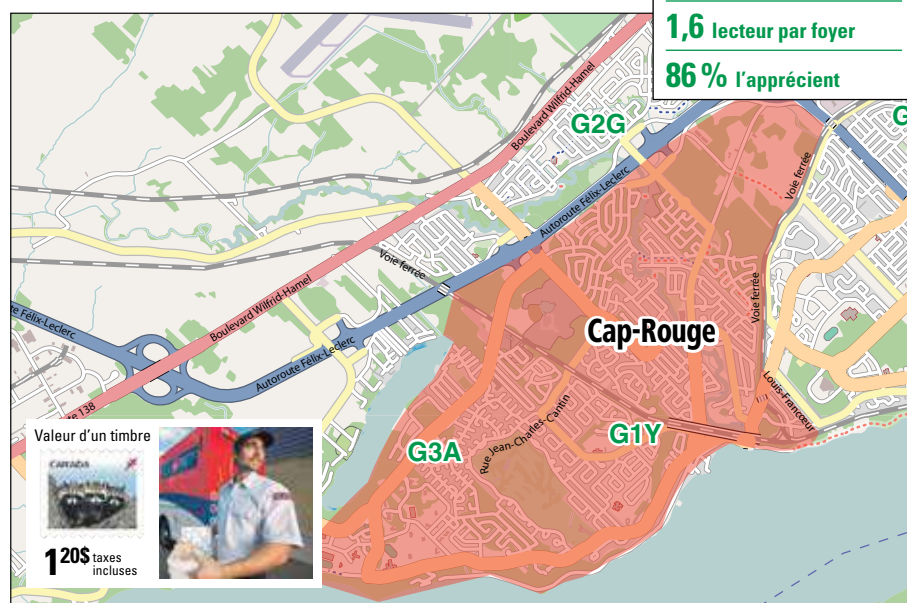 1,6 lecteur par foyer
86 % l'apprécient
G2G
G
Boulevard Wilfrid-Hamel
Boulevard Wilfrid-Hamel
Autoroute Félix-Leclerc
Voie ferrée
Voie ferrée
Voie ferrée
Cap-Rouge
re Félix-Leclerc
Autoroute Félix-Leclerc
Louis-Francœur
Rue Jean-Charles-Cantin
G1Y
G3A
138
Valeur d'un timbre
CANADA
1 20$ taxes
incluses